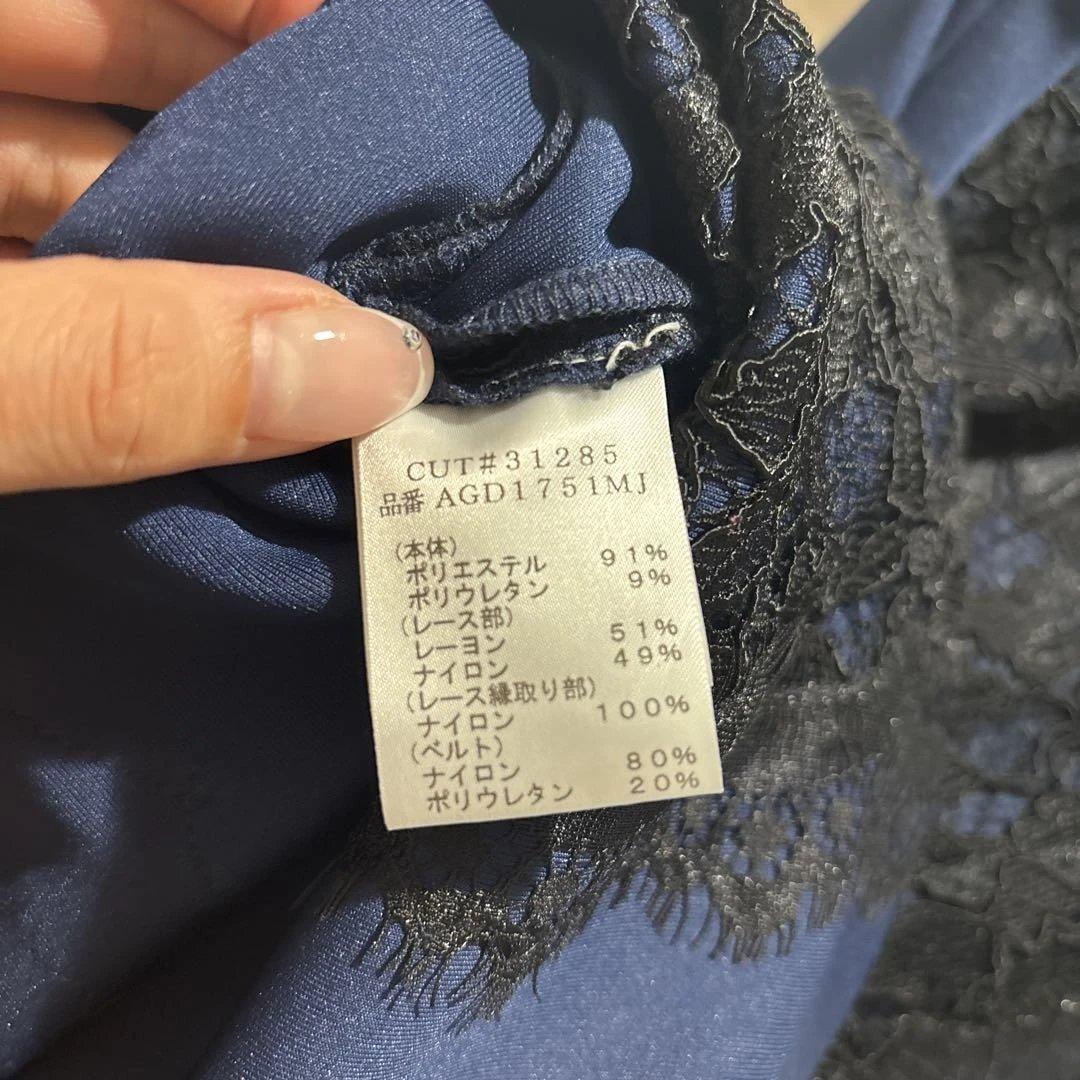 CUT#31285
品番 AGD1751MJ
(本体)
ポリエステル 91%
ポリウレタン 9%
(レース部)
レーヨン 51%
ナイロン 49%
(レース縁取り部)
ナイロン 100%
(ベルト)
ナイロン 80%
ポリウレタン 20%